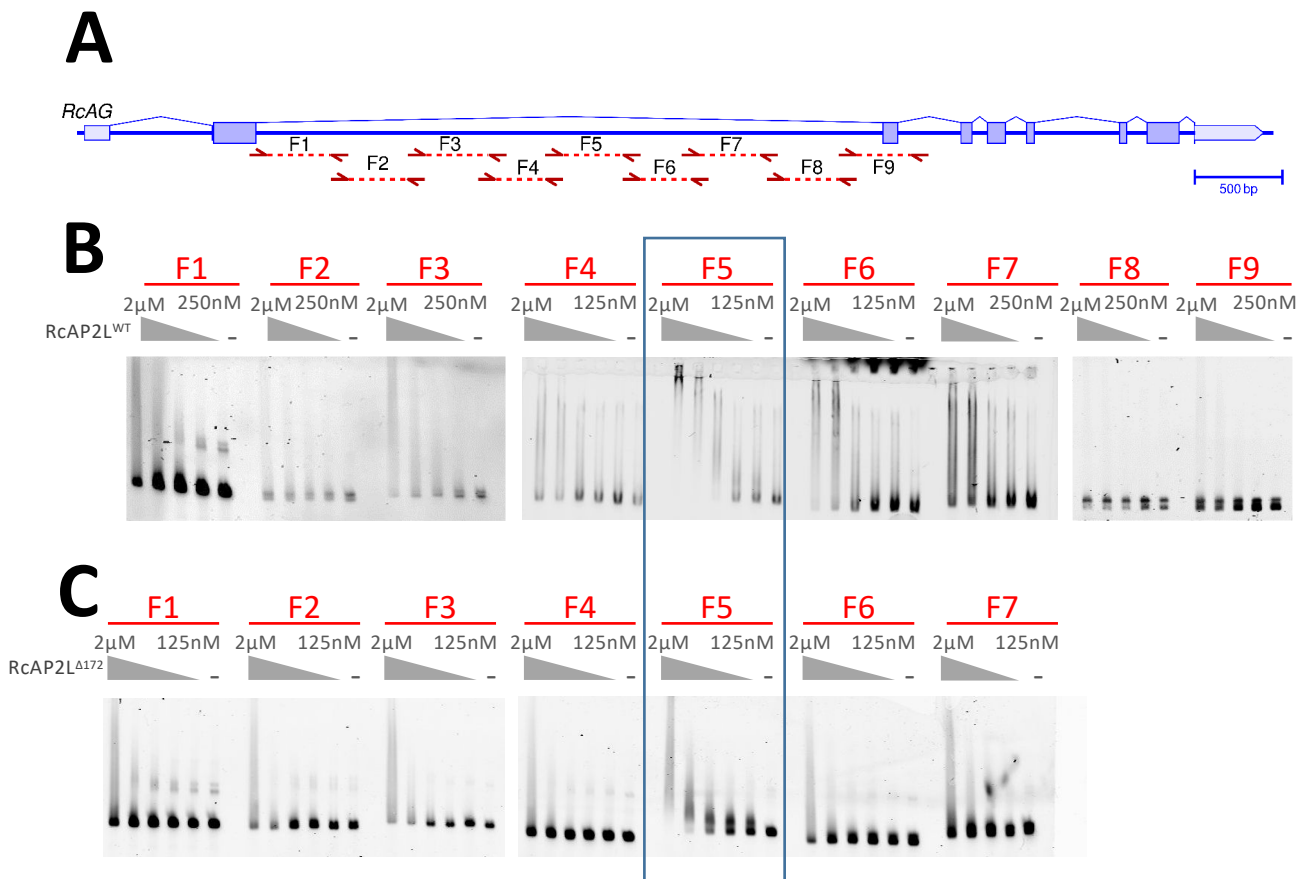 A
RcAG
F1 F3 F5 F7
F2 F4 F6 F8 F9
500 bp
B
F1 F2 F3 F4 F5 F6 F7 F8 F9
2µM 250nM 2µM 250nM 2µM 250nM 2µM 125nM 2µM 125nM 2µM 125nM 2µM 250nM 2µM 250nM 2µM 250nM
RcAP2L^WT - - - - - - - - -
C
F1 F2 F3 F4 F5 F6 F7
2µM 125nM 2µM 125nM 2µM 125nM 2µM 125nM 2µM 125nM 2µM 125nM 2µM 125nM
RcAP2L^Δ172 - - - - - - -